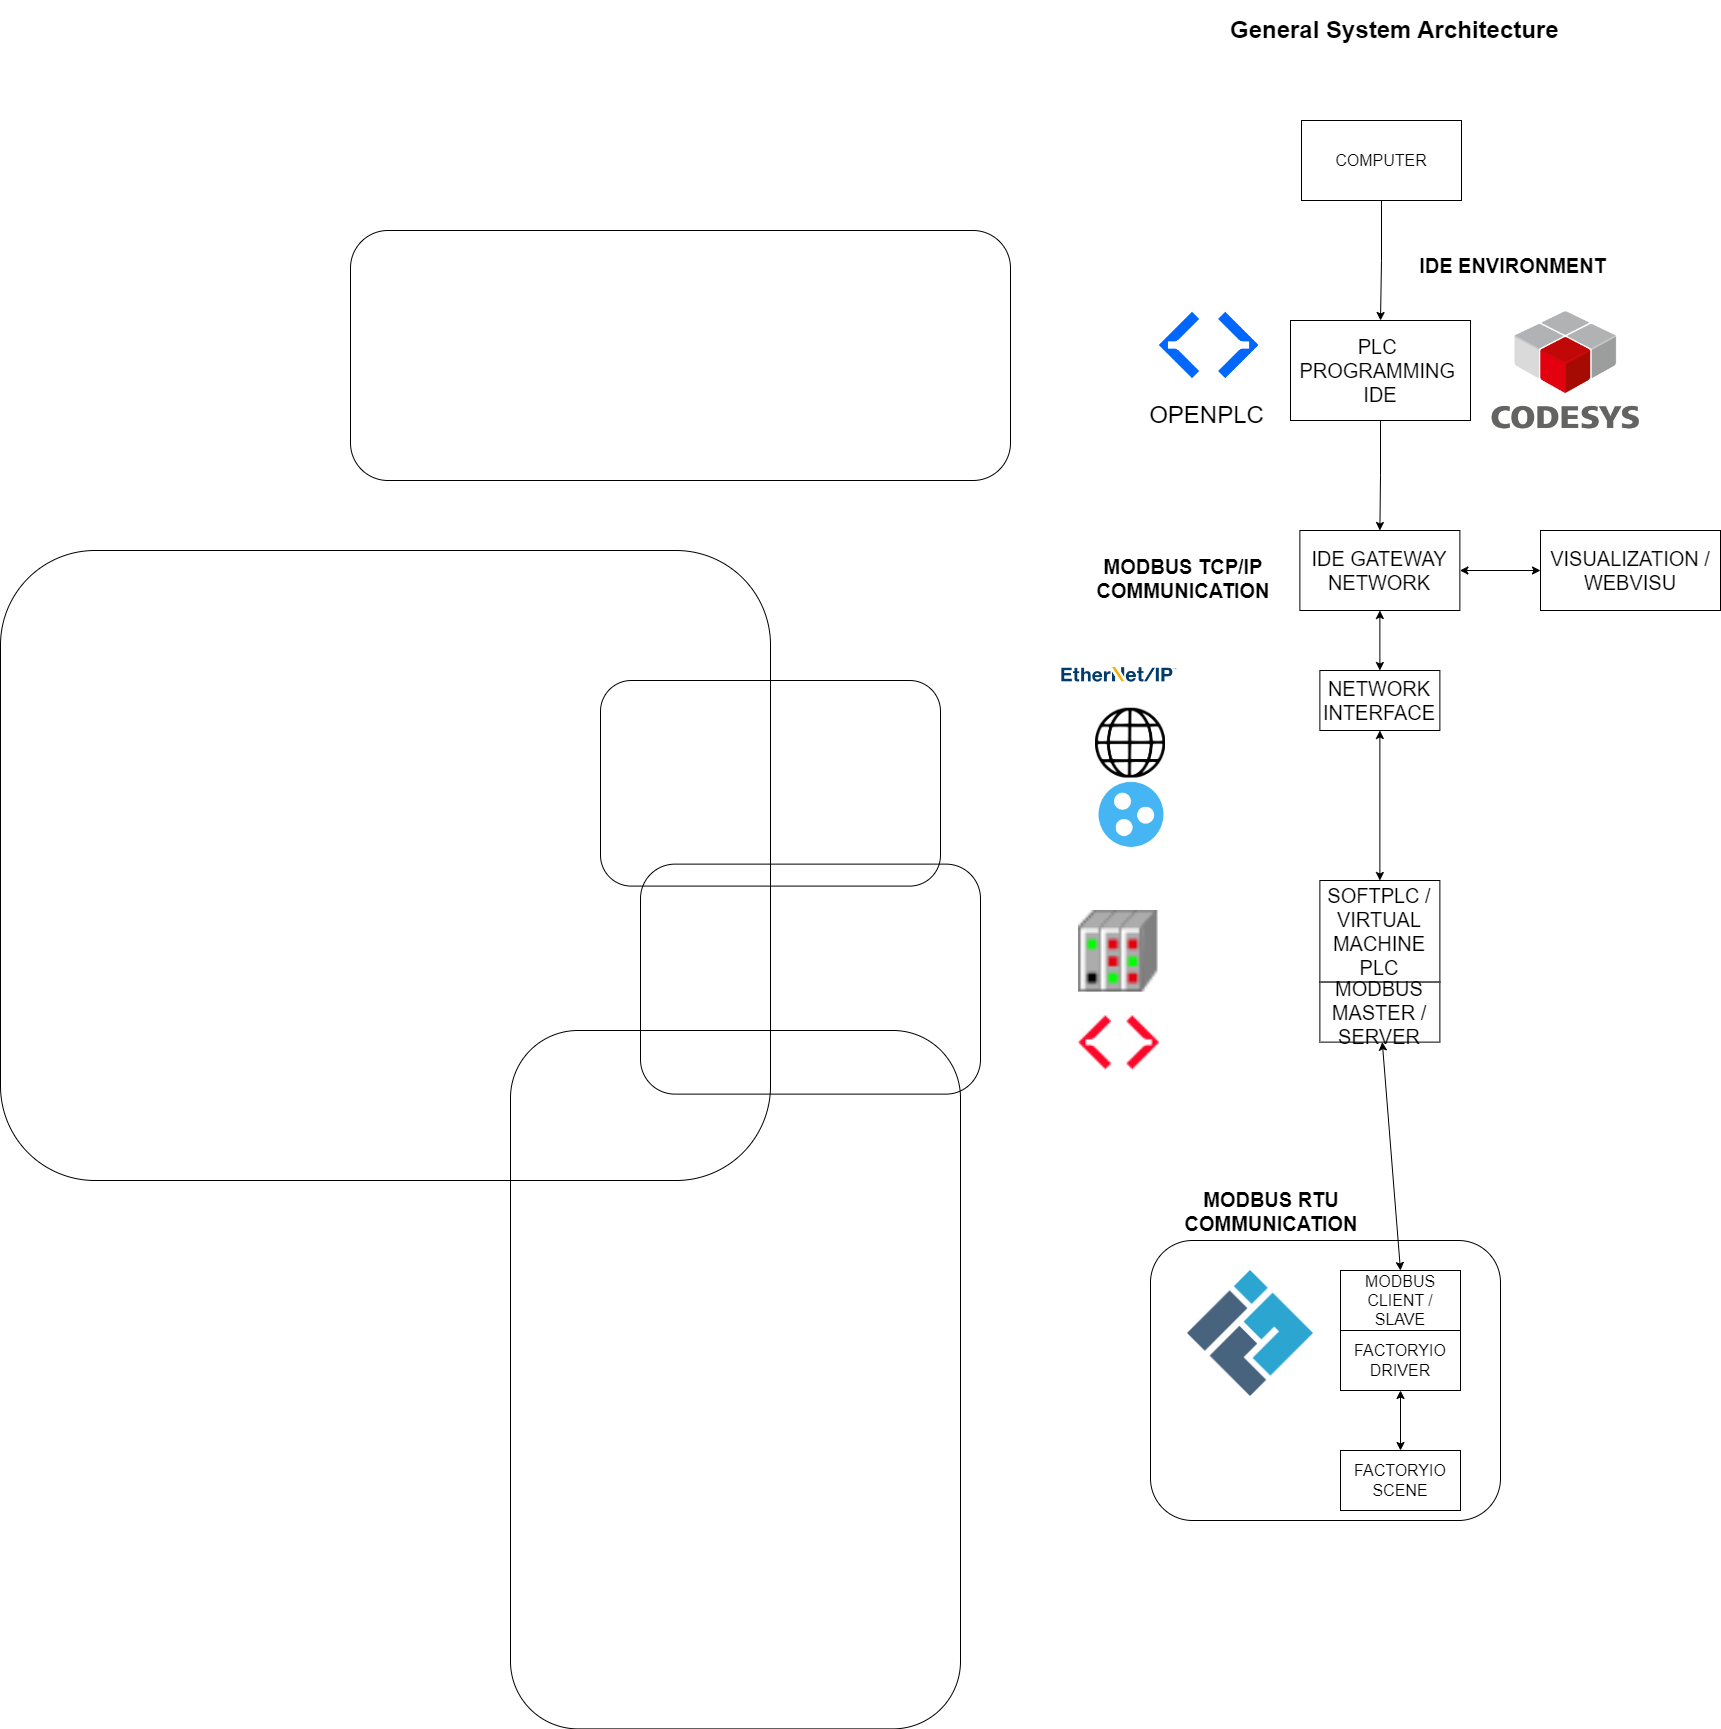 General System Architecture
COMPUTER
IDE ENVIRONMENT
PLC
PROGRAMMING
IDE
OPENPLC
CODESYS
MODBUS TCP/IP
COMMUNICATION
IDE GATEWAY
NETWORK
VISUALIZATION /
WEBVISU
EtherNet/IP
NETWORK
INTERFACE
SOFTPLC /
VIRTUAL
MACHINE
PLC
MODBUS
MASTER /
SERVER
MODBUS RTU
COMMUNICATION
MODBUS
CLIENT /
SLAVE
FACTORYIO
DRIVER
FACTORYIO
SCENE